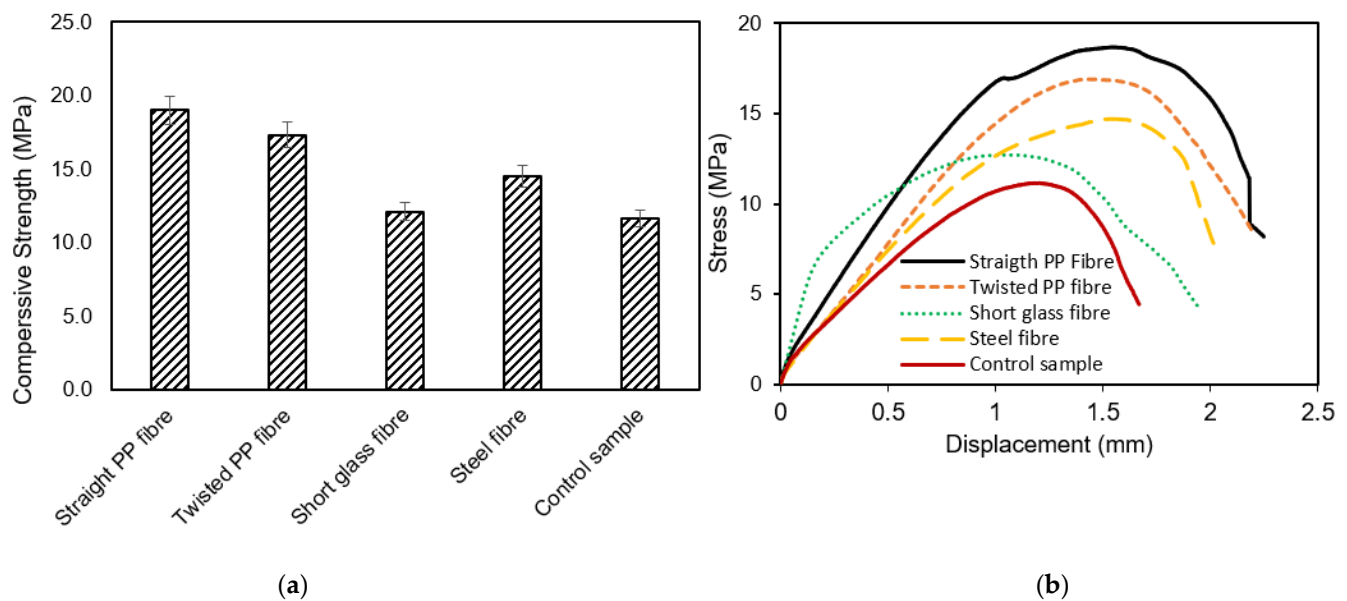 Comperssive Strength (MPa)
25.0
20.0
15.0
10.0
5.0
0.0
Straight PP fibre
Twisted PP fibre
Short glass fibre
Steel fibre
Control sample
(a)
Stress (MPa)
20
15
10
5
0
Straigth PP Fibre
Twisted PP fibre
Short glass fibre
Steel fibre
Control sample
0 0.5 1 1.5 2 2.5
Displacement (mm)
(b)